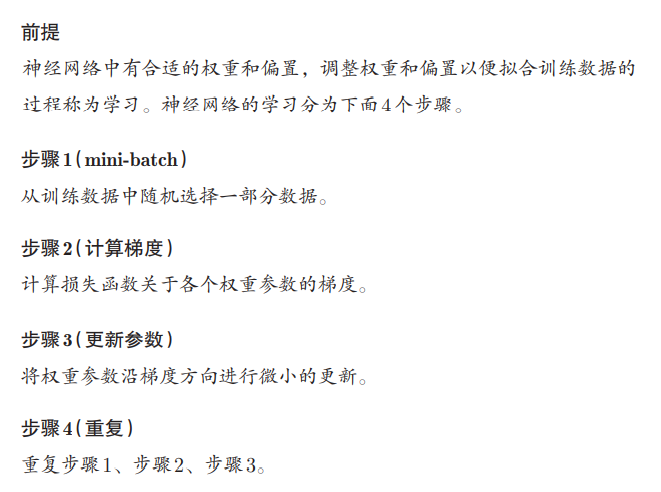 前提
神经网络中有合适的权重和偏置，调整权重和偏置以便拟合训练数据的
过程称为学习。神经网络的学习分为下面4个步骤。
步骤1（mini-batch）
从训练数据中随机选择一部分数据。
步骤2（计算梯度）
计算损失函数关于各个权重参数的梯度。
步骤3（更新参数）
将权重参数沿梯度方向进行微小的更新。
步骤4（重复）
重复步骤1、步骤2、步骤3。